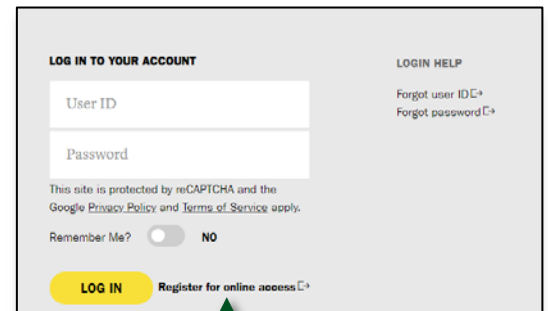 LOG IN TO YOUR ACCOUNT
User ID
Password
This site is protected by reCAPTCHA and the
Google Privacy Policy and Terms of Service apply.
Remember Me? NO
LOG IN Register for online access
LOGIN HELP
Forgot user ID
Forgot password